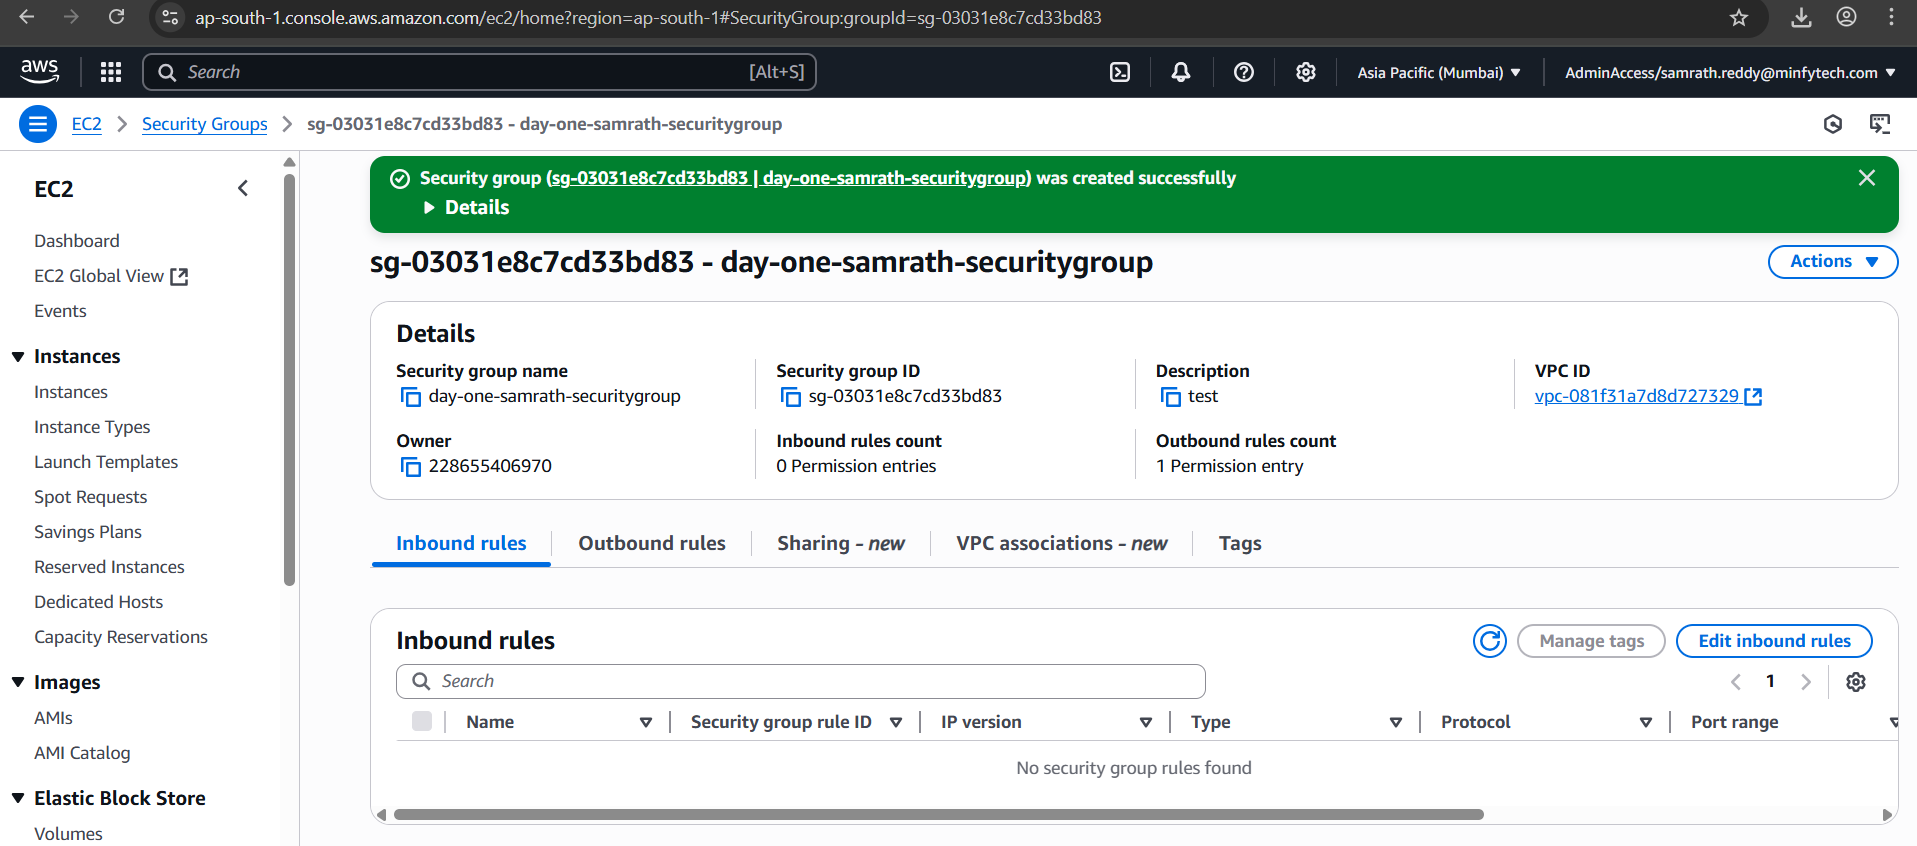 ap-south-1.console.aws.amazon.com/ec2/home?region=ap-south-1#SecurityGroup:groupId=sg-03031e8c7cd33bd83
aws
Search
[Alt+S]
Asia Pacific (Mumbai)
AdminAccess/samrath.reddy@minfytech.com
EC2
Security Groups
sg-03031e8c7cd33bd83 - day-one-samrath-securitygroup
EC2
Dashboard
EC2 Global View
Events
Instances
Instances
Instance Types
Launch Templates
Spot Requests
Savings Plans
Reserved Instances
Dedicated Hosts
Capacity Reservations
Images
AMIs
AMI Catalog
Elastic Block Store
Volumes
Security group (sg-03031e8c7cd33bd83 | day-one-samrath-securitygroup) was created successfully
Details
sg-03031e8c7cd33bd83 - day-one-samrath-securitygroup
Actions
Details
Security group name
day-one-samrath-securitygroup
Security group ID
sg-03031e8c7cd33bd83
Description
test
VPC ID
vpc-081f31a7d8d727329
Owner
228655406970
Inbound rules count
0 Permission entries
Outbound rules count
1 Permission entry
Inbound rules
Outbound rules
Sharing - new
VPC associations - new
Tags
Inbound rules
Manage tags
Edit inbound rules
Search
1
Name
Security group rule ID
IP version
Type
Protocol
Port range
No security group rules found